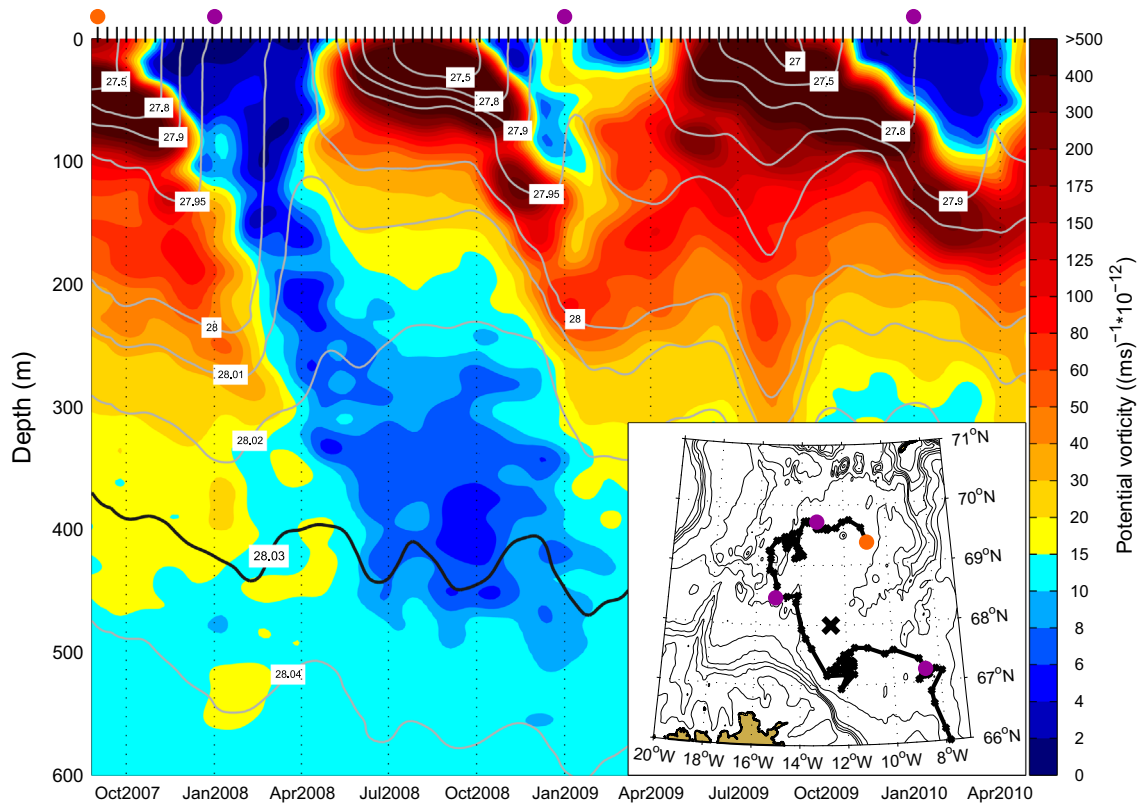 0
100
200
300
400
500
600
Depth (m)
27.5
27.8
27.9
27.95
28
28.01
28.02
28.03
28.04
27.8
27.9
27.95
28
27
27.5
27.8
27.9
Oct2007
Jan2008
Apr2008
Jul2008
Oct2008
Jan2009
Apr2009
Jul2009
Oct2009
Jan2010
Apr2010
71°N
70°N
69°N
68°N
67°N
66°N
20°W
18°W
16°W
14°W
12°W
10°W
8°W
>500
400
300
200
175
150
125
100
80
60
50
40
30
20
15
10
8
6
4
2
0
Potential vorticity ((ms)⁻¹*10⁻¹²